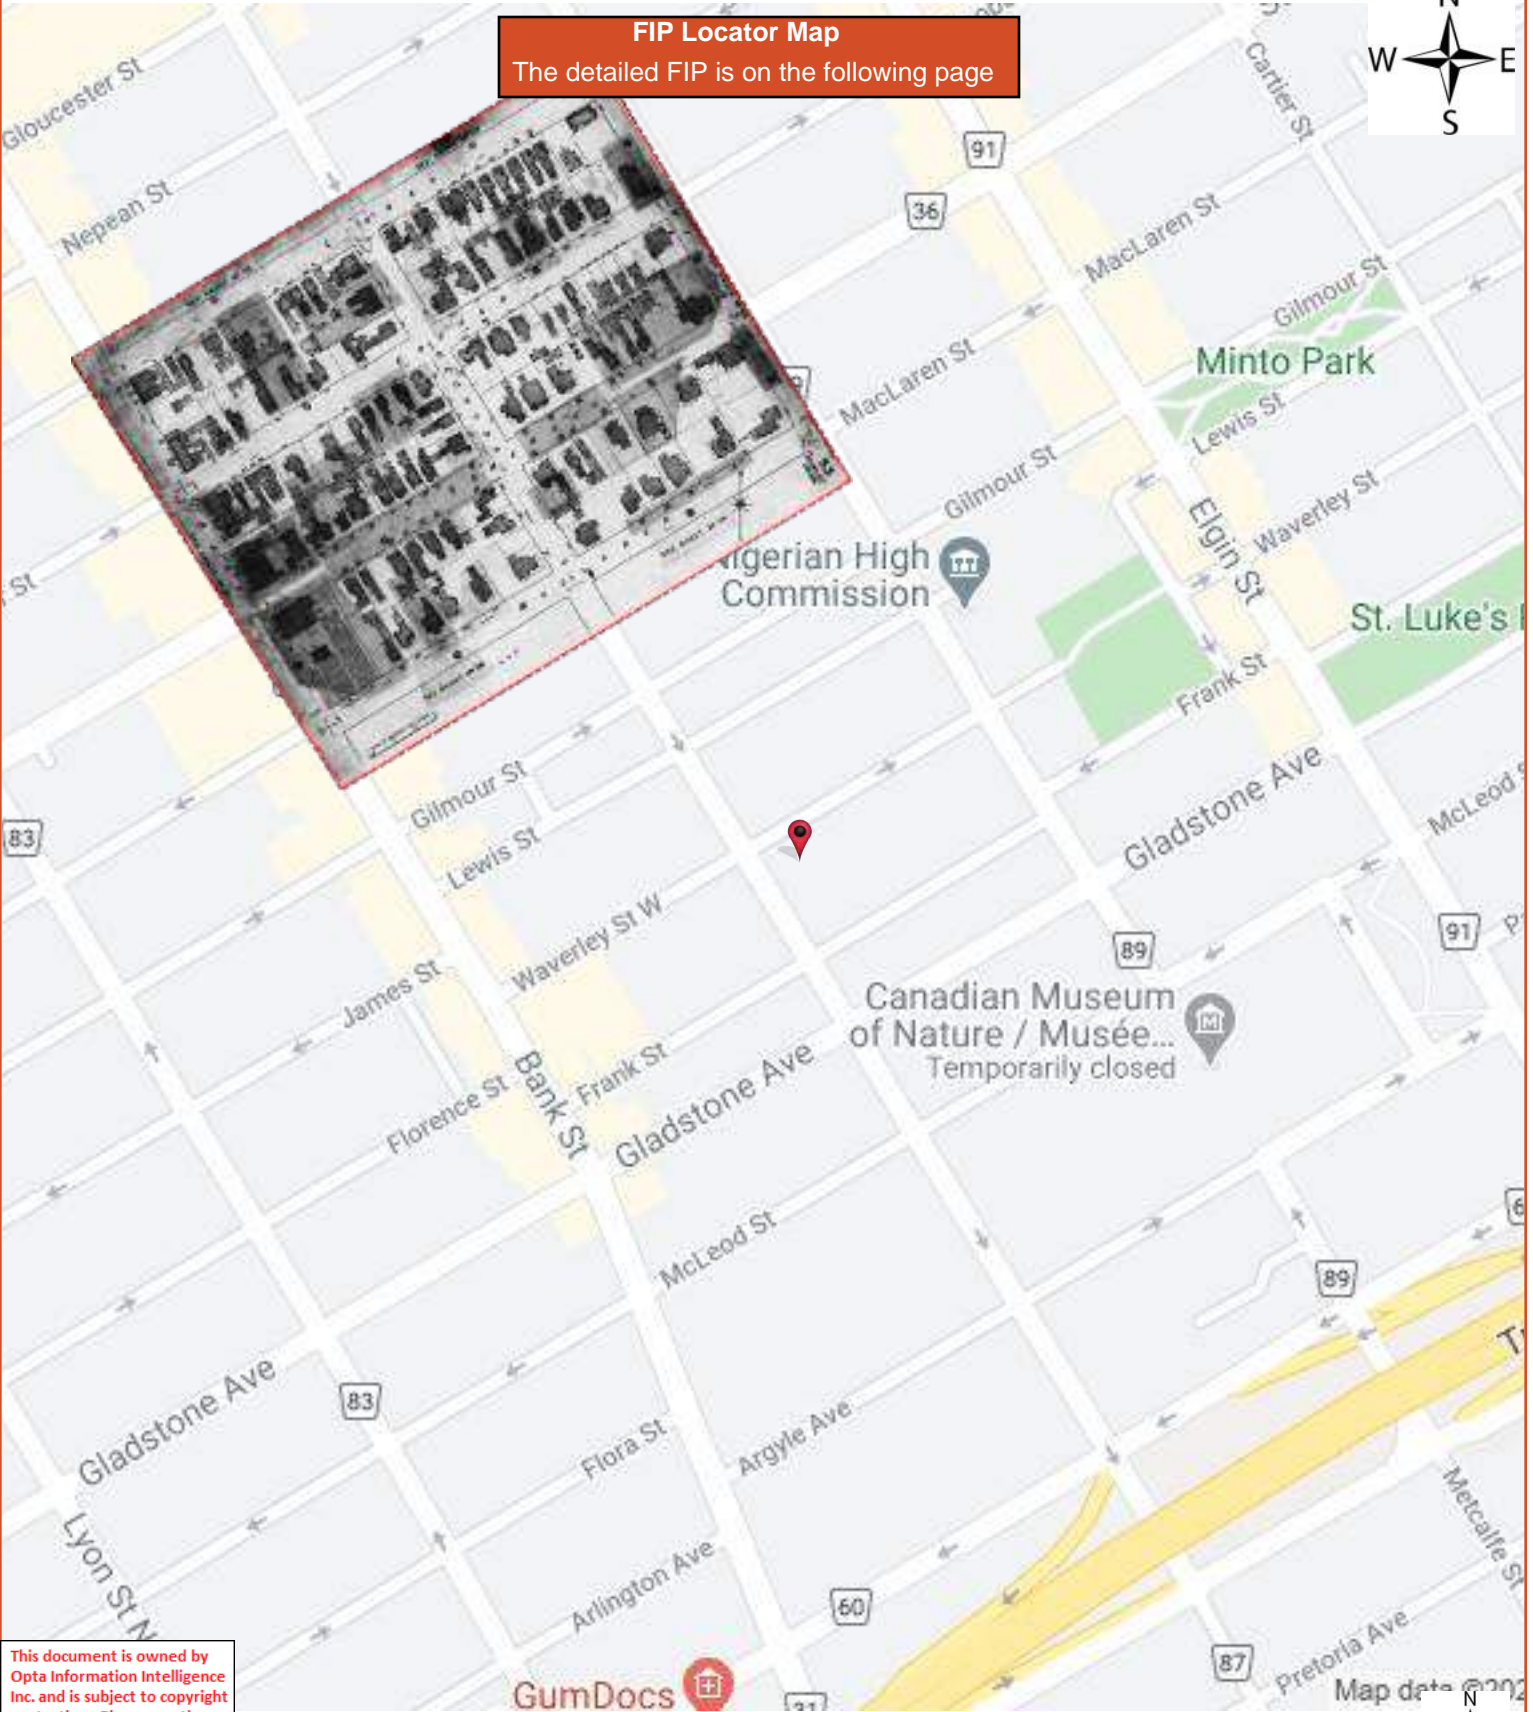 N
FIP Locator Map
The detailed FIP is on the following page
W
E
S
Gloucester St
Cartier St
91
Nepean St
36
MacLaren St
Gilmour St
Minto Park
MacLaren St
Lewis St
Gilmour St
Waverley St
Elgin St
St
Nigerian High
Commission
St. Luke's
Frank St
Gladstone Ave
McLeod
Gilmour St
83
Lewis St
Waverley St W
89
91
James St
Canadian Museum
of Nature / Musée...
Temporarily closed
Bank St
Frank St
Gladstone Ave
Florence St
McLeod St
89
Gladstone Ave
83
Flora St
Argyle Ave
Metcalfe St
Lyon St N
Arlington Ave
60
87
Pretoria Ave
This document is owned by
Opta Information Intelligence
Inc. and is subject to copyright
GumDocs
31
Map data ©202
N